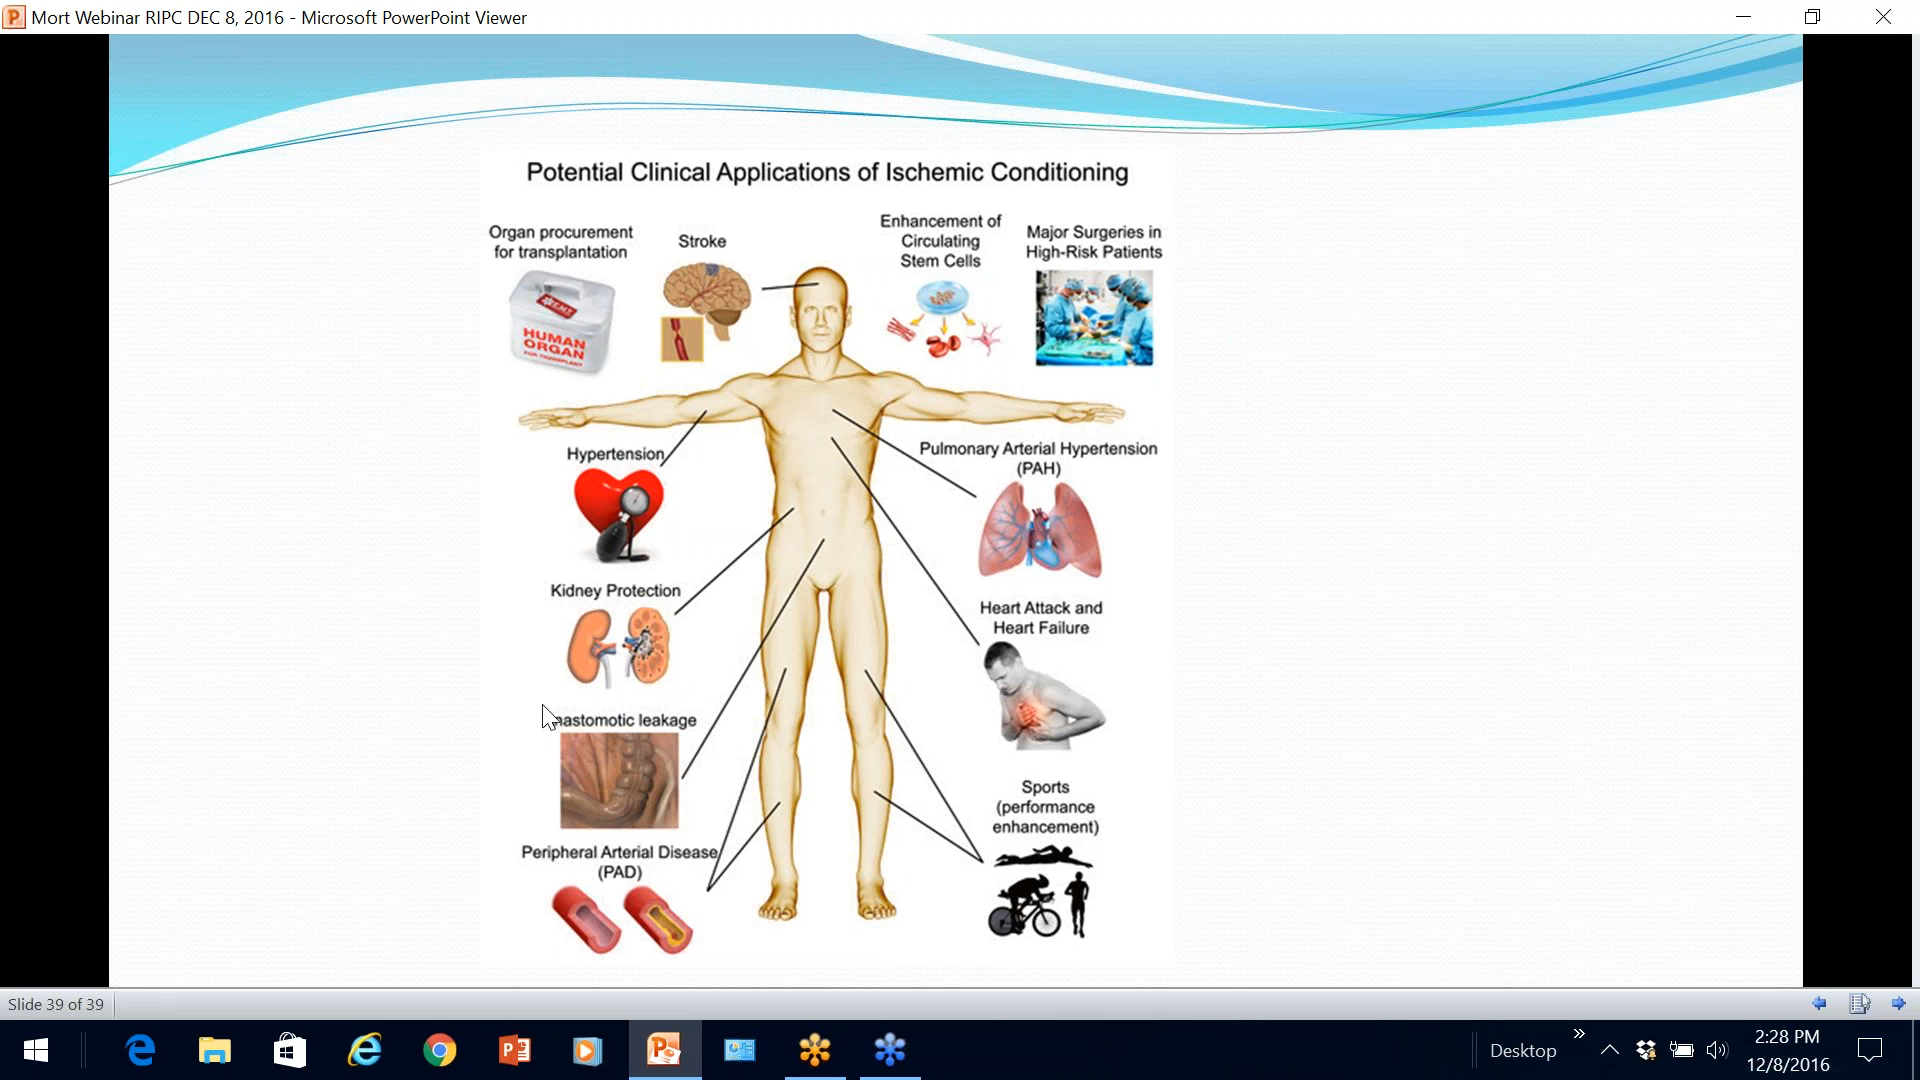 Mort Webinar RIPC DEC 8, 2016 - Microsoft PowerPoint Viewer
Potential Clinical Applications of Ischemic Conditioning
Organ procurement
for transplantation
Stroke
Enhancement of
Circulating
Stem Cells
Major Surgeries in
High-Risk Patients
EMT
HUMAN
ORGAN
FOR TRANSPLANT
Hypertension
Pulmonary Arterial Hypertension
(PAH)
Kidney Protection
Heart Attack and
Heart Failure
nastomotic leakage
Sports
(performance
enhancement)
Peripheral Arterial Disease
(PAD)
Slide 39 of 39
Desktop
2:28 PM
12/8/2016